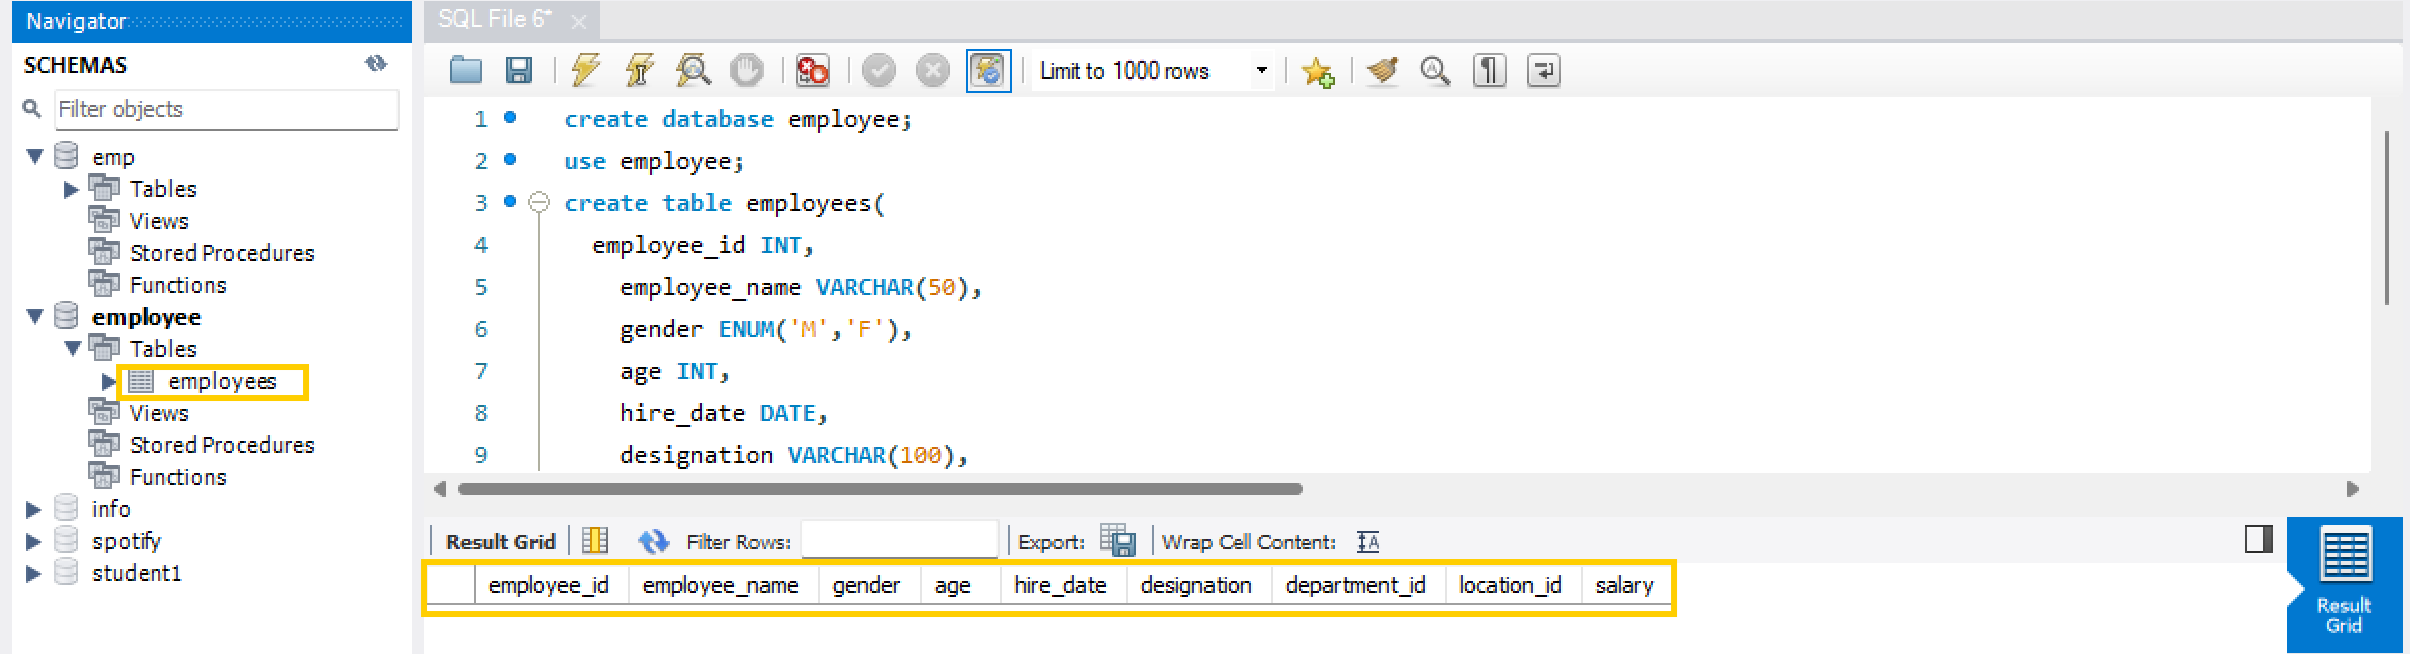 Navigator
SCHEMAS
Filter objects
emp
Tables
Views
Stored Procedures
Functions
employee
Tables
employees
Views
Stored Procedures
Functions
info
spotify
student1
SQL File 6* ×
Limit to 1000 rows
1 create database employee;
2 use employee;
3 create table employees(
4 employee_id INT,
5 employee_name VARCHAR(50),
6 gender ENUM('M','F'),
7 age INT,
8 hire_date DATE,
9 designation VARCHAR(100),
Result Grid Filter Rows: Export: Wrap Cell Content:
employee_id employee_name gender age hire_date designation department_id location_id salary
Result
Grid